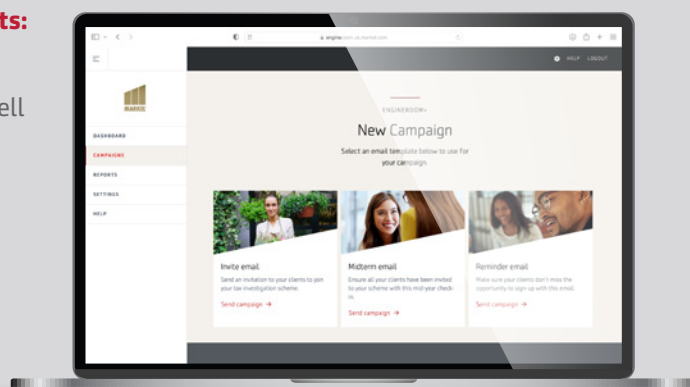 ts:
ell
HELP LOGOUT
MARKEL
DASHBOARD
CAMPAIGNS
REPORTS
SETTINGS
HELP
ENGINEROOM+
New Campaign
Select an email template below to use for
your campaign.
Invite email
Send an invitation to your clients to join
your tax investigation scheme.
Send campaign →
Midterm email
Ensure all your clients have been invited
to your scheme with this mid-year check-
in.
Send campaign →
Reminder email
Make sure your clients don't miss the
opportunity to sign up with this email.
Send campaign →